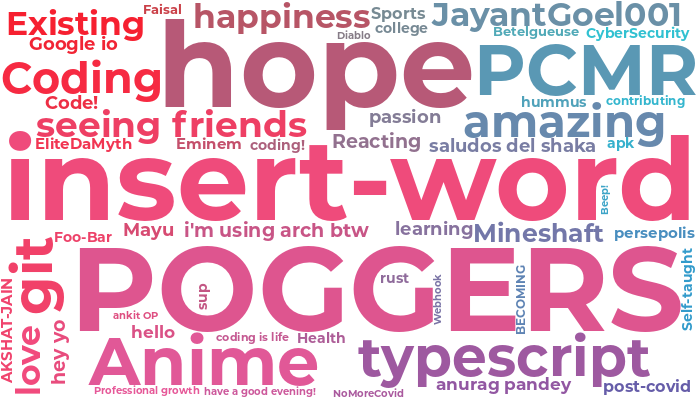 Existing
Faisal
happiness
Sports
JayantGoel001
Google io
hope
Diablo
college
Betelgueuse
CyberSecurity
Coding
PCMR
Code!
hummus
contributing
seeing friends
passion
amazing
EliteDaMyth
Eminem
coding!
Reacting
saludos del shaka
apk
insert-word
Beep!
Foo-Bar
Mayu
i'm using arch btw
learning
Mineshaft
persepolis
git
POGGERS
sup
rust
Webhook
BECOMING
Self-taught
AKSHAT-JAIN
love
hey yo
ankit OP
hello
coding is life
Health
Anime
typescript
Professional growth
have a good evening!
NoMoreCovid
anurag pandey
post-covid